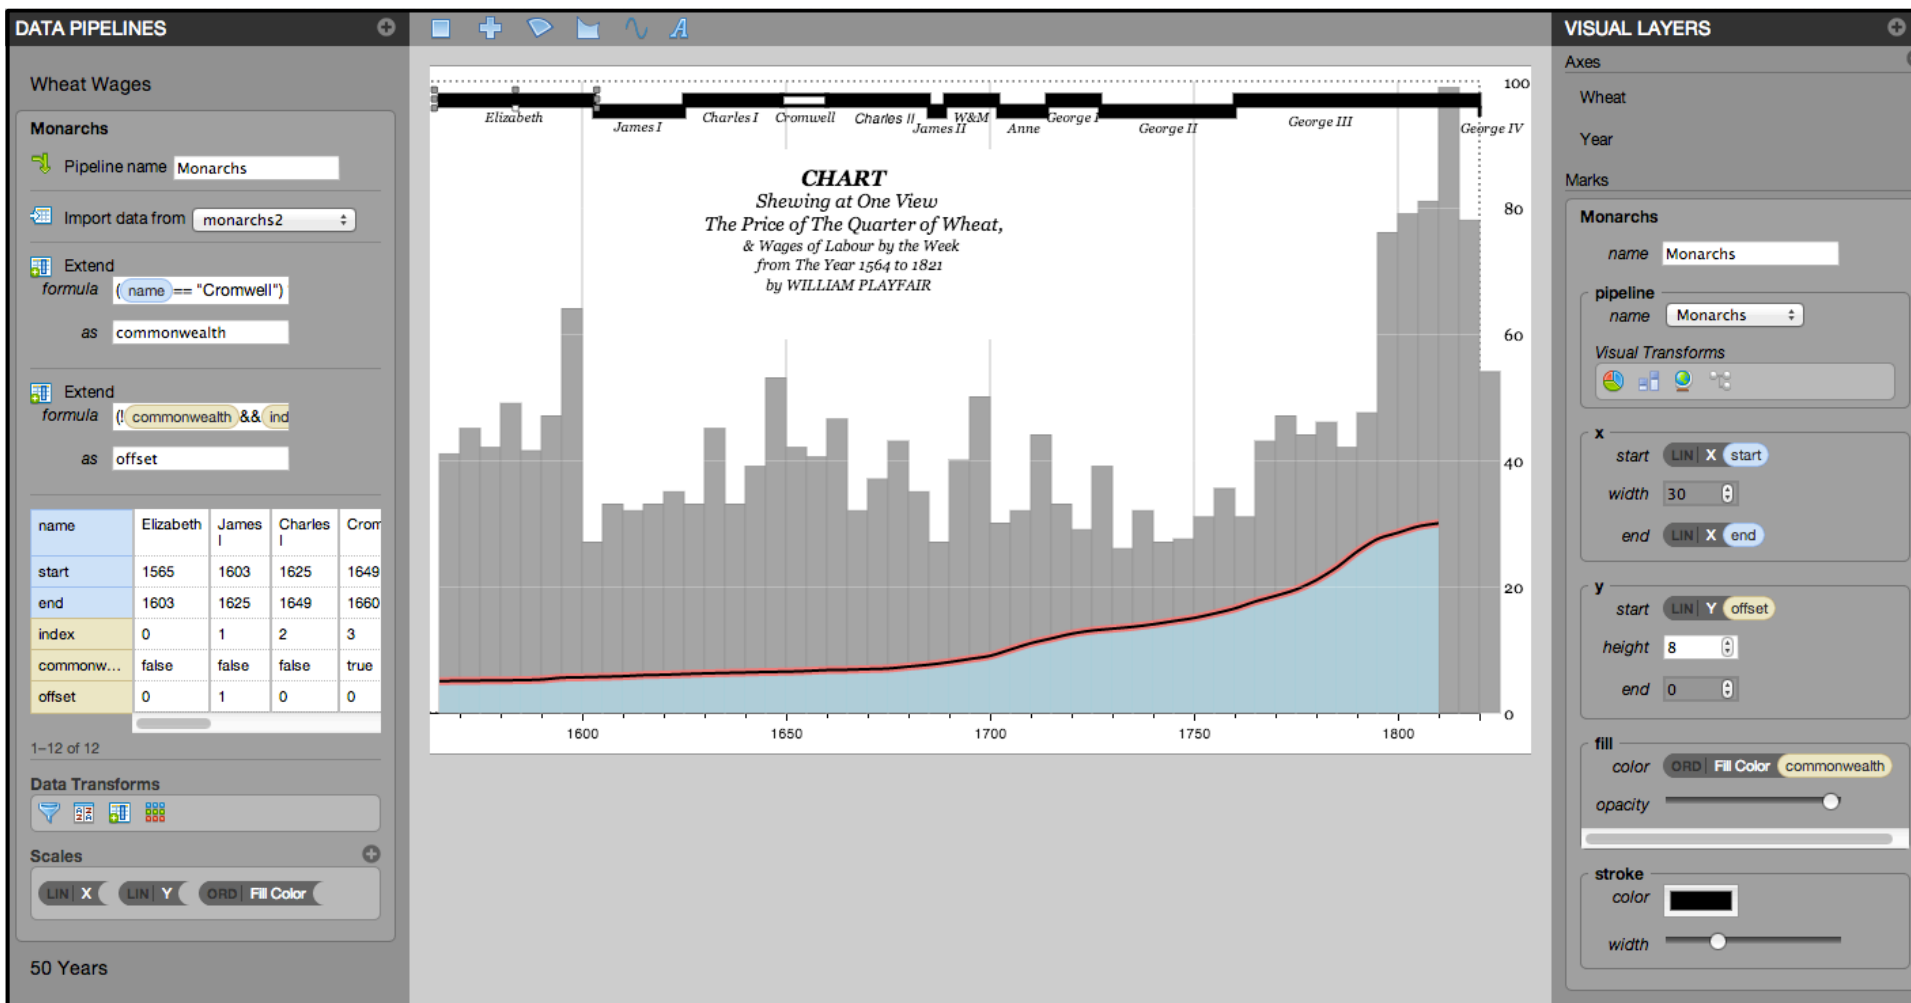 DATA PIPELINES
Wheat Wages
Monarchs
Pipeline name Monarchs
Import data from monarchs2
Extend
formula (name == "Cromwell")
as commonwealth
Extend
formula (! commonwealth && ind
as offset
name Elizabeth James I Charles I Crom
start 1565 1603 1625 1649
end 1603 1625 1649 1660
index 0 1 2 3
commonw... false false false true
offset 0 1 0 0
1–12 of 12
Data Transforms
Scales
LIN X LIN Y ORD Fill Color
50 Years
A
100
Elizabeth James I Charles I Cromwell Charles II James II W&M Anne George I George II George III George IV
CHART
Shewing at One View
The Price of The Quarter of Wheat,
& Wages of Labour by the Week
from The Year 1564 to 1821
by WILLIAM PLAYFAIR
80
60
40
20
0
1600 1650 1700 1750 1800
VISUAL LAYERS
Axes
Wheat
Year
Marks
Monarchs
name Monarchs
pipeline
name Monarchs
Visual Transforms
x
start LIN X start
width 30
end LIN X end
y
start LIN Y offset
height 8
end 0
fill
color ORD Fill Color commonwealth
opacity
stroke
color
width